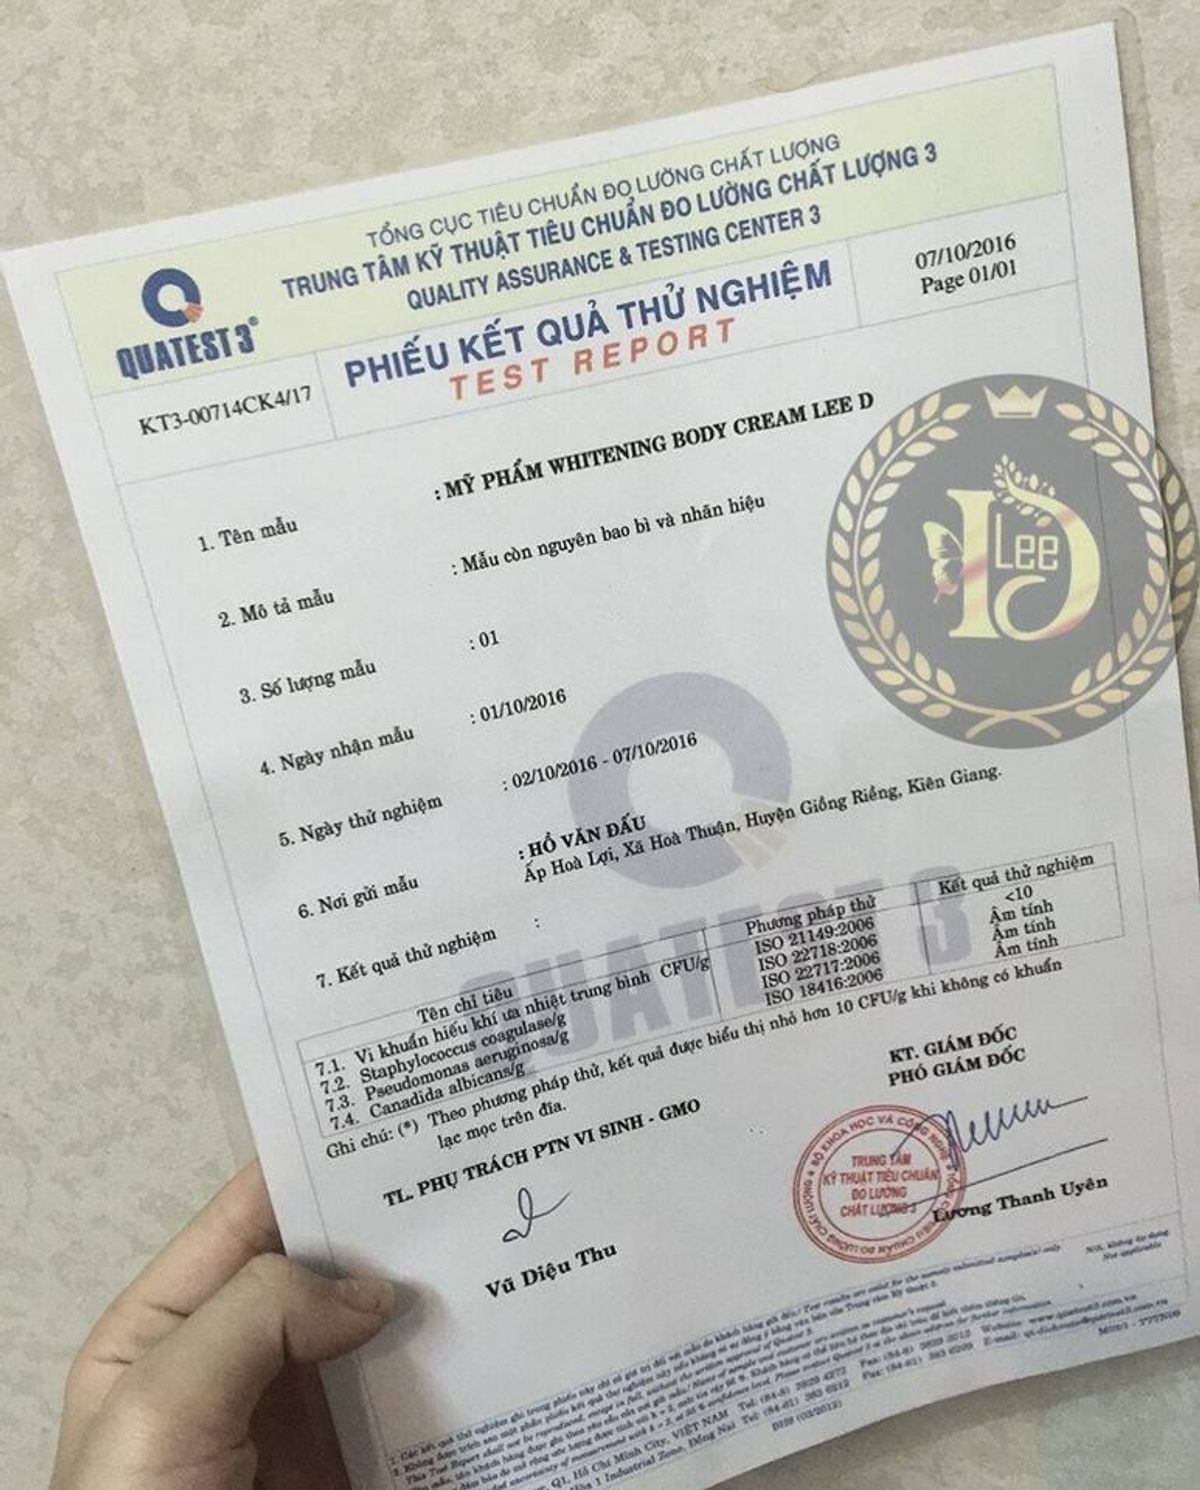 TỔNG CỤC TIÊU CHUẨN ĐO LƯỜNG CHẤT LƯỢNG
TRUNG TÂM KỸ THUẬT TIÊU CHUẨN ĐO LƯỜNG CHẤT LƯỢNG 3
QUALITY ASSURANCE & TESTING CENTER 3
QUATEST 3®
KT3-00714CK4/17
PHIẾU KẾT QUẢ THỬ NGHIỆM
TEST REPORT
07/10/2016
Page 01/01
1. Tên mẫu : MỸ PHẨM WHITENING BODY CREAM LEE D
2. Mô tả mẫu : Mẫu còn nguyên bao bì và nhãn hiệu
3. Số lượng mẫu : 01
4. Ngày nhận mẫu : 01/10/2016
5. Ngày thử nghiệm : 02/10/2016 - 07/10/2016
6. Nơi gửi mẫu : HỒ VĂN ĐẤU
Ấp Hoà Lợi, Xã Hoà Thuận, Huyện Giồng Riềng, Kiên Giang.
7. Kết quả thử nghiệm :
Tên chỉ tiêu Phương pháp thử Kết quả thử nghiệm
7.1. Vi khuẩn hiếu khí ưa nhiệt trung bình CFU/g ISO 21149:2006 <10
7.2. Staphylococcus coagulase/g ISO 22718:2006 Âm tính
7.3. Pseudomonas aeruginosa/g ISO 22717:2006 Âm tính
7.4. Canadida albicans/g ISO 18416:2006 Âm tính
Ghi chú: (*) Theo phương pháp thử, kết quả được biểu thị nhỏ hơn 10 CFU/g khi không có khuẩn
lạc mọc trên đĩa.
TL. PHỤ TRÁCH PTN VI SINH - GMO
Vũ Diệu Thu
KT. GIÁM ĐỐC
PHÓ GIÁM ĐỐC
TRUNG TÂM
KỸ THUẬT TIÊU CHUẨN
ĐO LƯỜNG
CHẤT LƯỢNG 3
Lương Thanh Uyên
QUATEST 3
Lee D